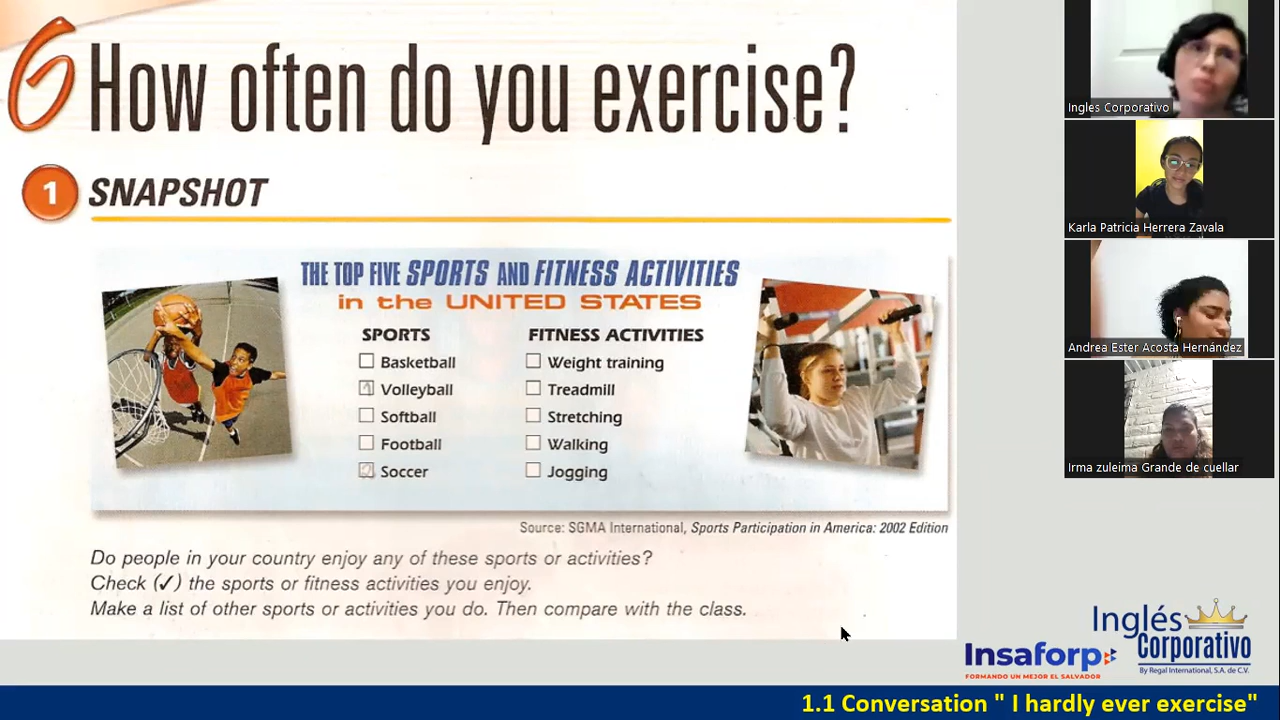 6 How often do you exercise?
1 SNAPSHOT
THE TOP FIVE SPORTS AND FITNESS ACTIVITIES
in the UNITED STATES
SPORTS
Basketball
Volleyball
Softball
Football
Soccer
FITNESS ACTIVITIES
Weight training
Treadmill
Stretching
Walking
Jogging
Source: SGMA International, Sports Participation in America: 2002 Edition
Do people in your country enjoy any of these sports or activities?
Check (✓) the sports or fitness activities you enjoy.
Make a list of other sports or activities you do. Then compare with the class.
Ingles Corporativo
Karla Patricia Herrera Zavala
Andrea Ester Acosta Hernández
Irma zuleima Grande de cuellar
Insaforp
FORMANDO UN MEJOR EL SALVADOR
Inglés
Corporativo
By Regal International, S.A. de C.V.
1.1 Conversation " I hardly ever exercise"